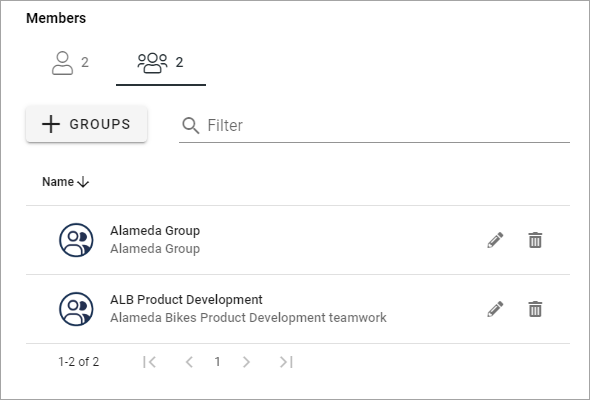 Members
2
2
GROUPS
Filter
Name
Alameda Group
Alameda Group
ALB Product Development
Alameda Bikes Product Development teamwork
1-2 of 2
1